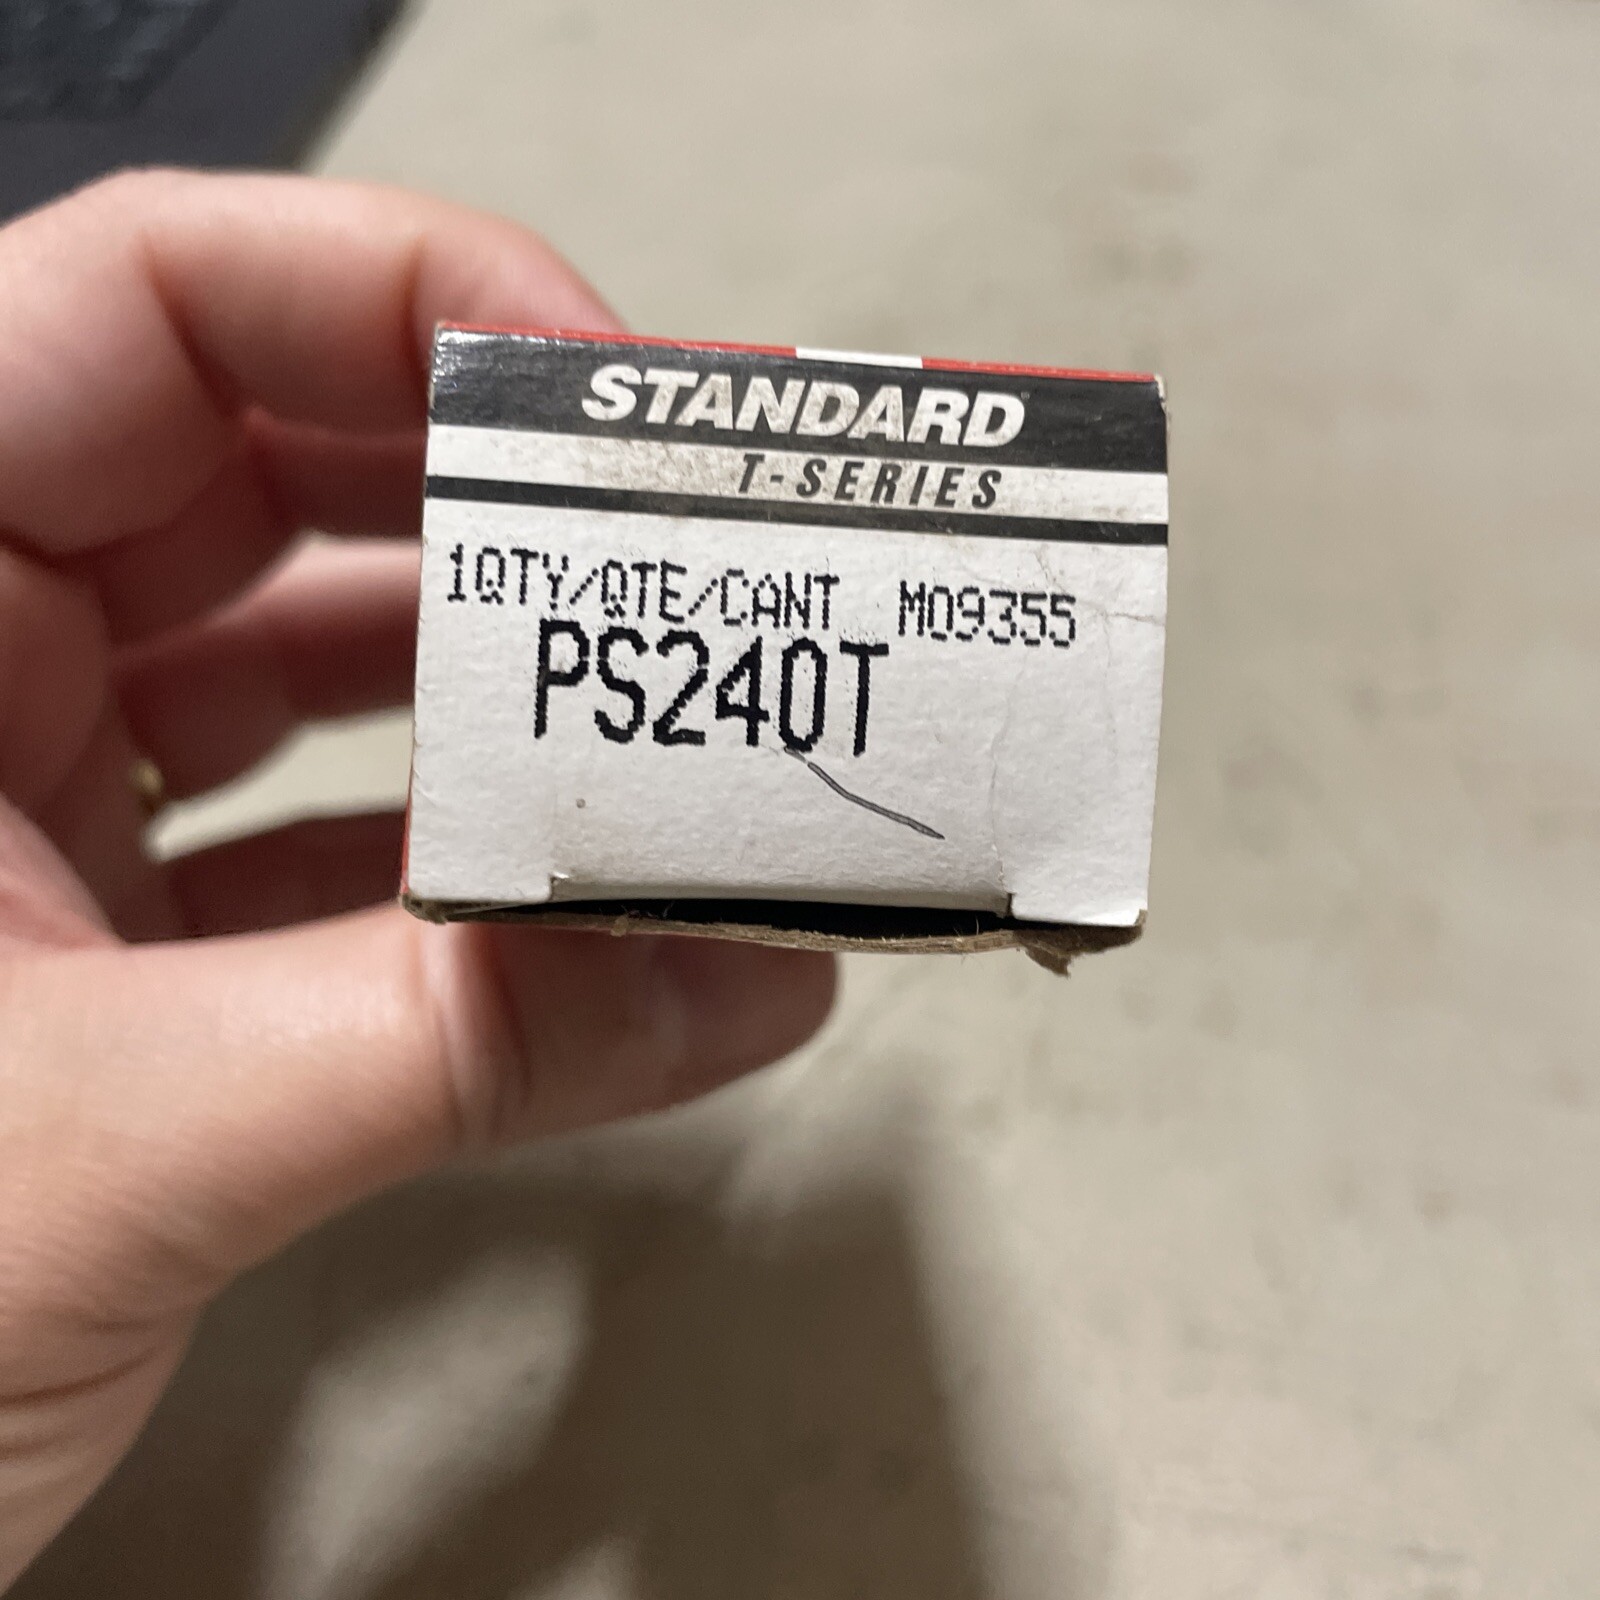 STANDARD
T-SERIES
1QTY/QTE/CANT M09355
PS240T